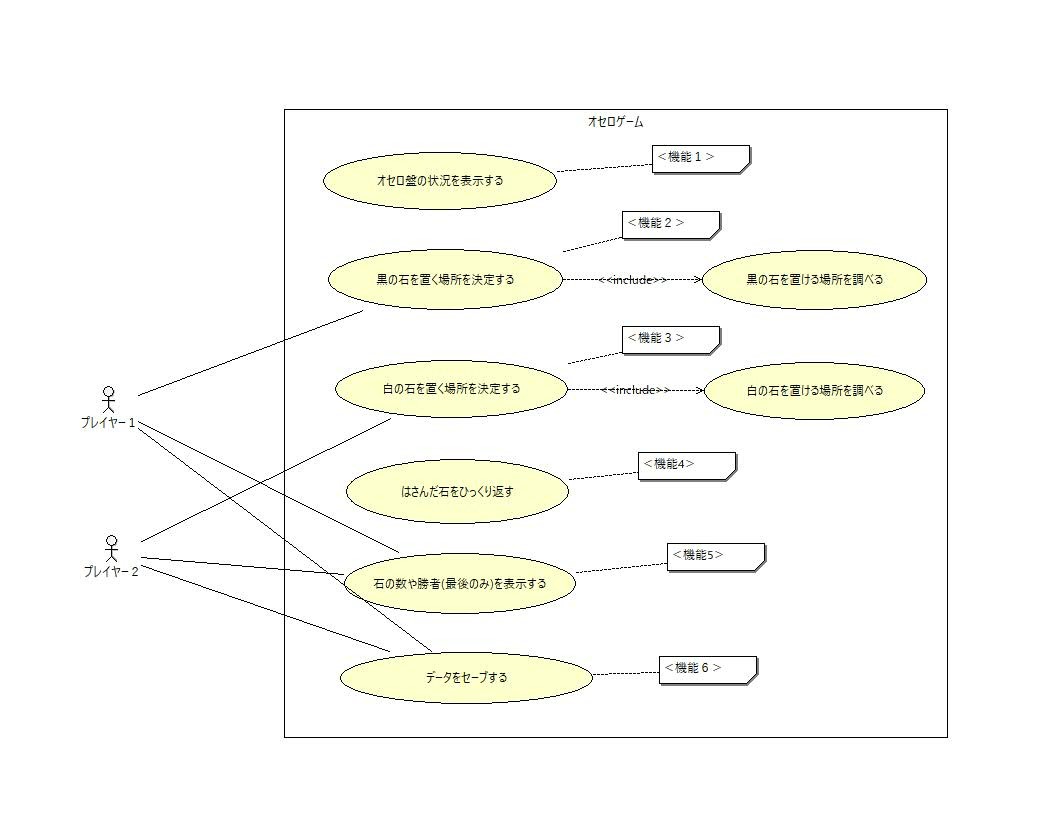 オセロゲーム
オセロ盤の状況を表示する
＜機能１＞
＜機能２＞
黒の石を置く場所を決定する
<<include>>
黒の石を置ける場所を調べる
＜機能３＞
白の石を置く場所を決定する
<<include>>
白の石を置ける場所を調べる
プレイヤー１
はさんだ石をひっくり返す
＜機能4＞
プレイヤー２
石の数や勝者(最後のみ)を表示する
＜機能5＞
データをセーブする
＜機能６＞